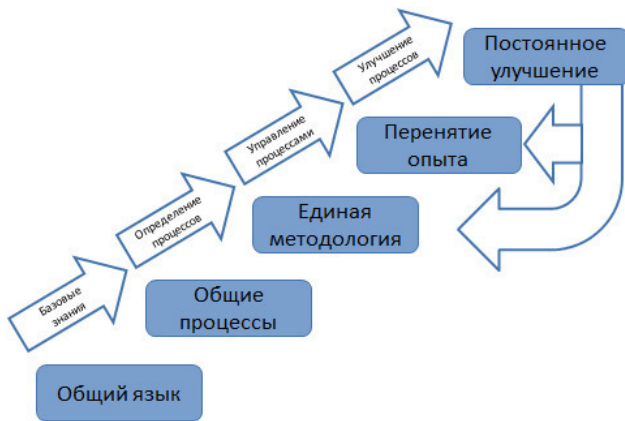 Постоянное
улучшение
Улучшение
процессов
Перенятие
опыта
Управление
процессами
Единая
методология
Определение
процессов
Общие
процессы
Базовые
знания
Общий язык